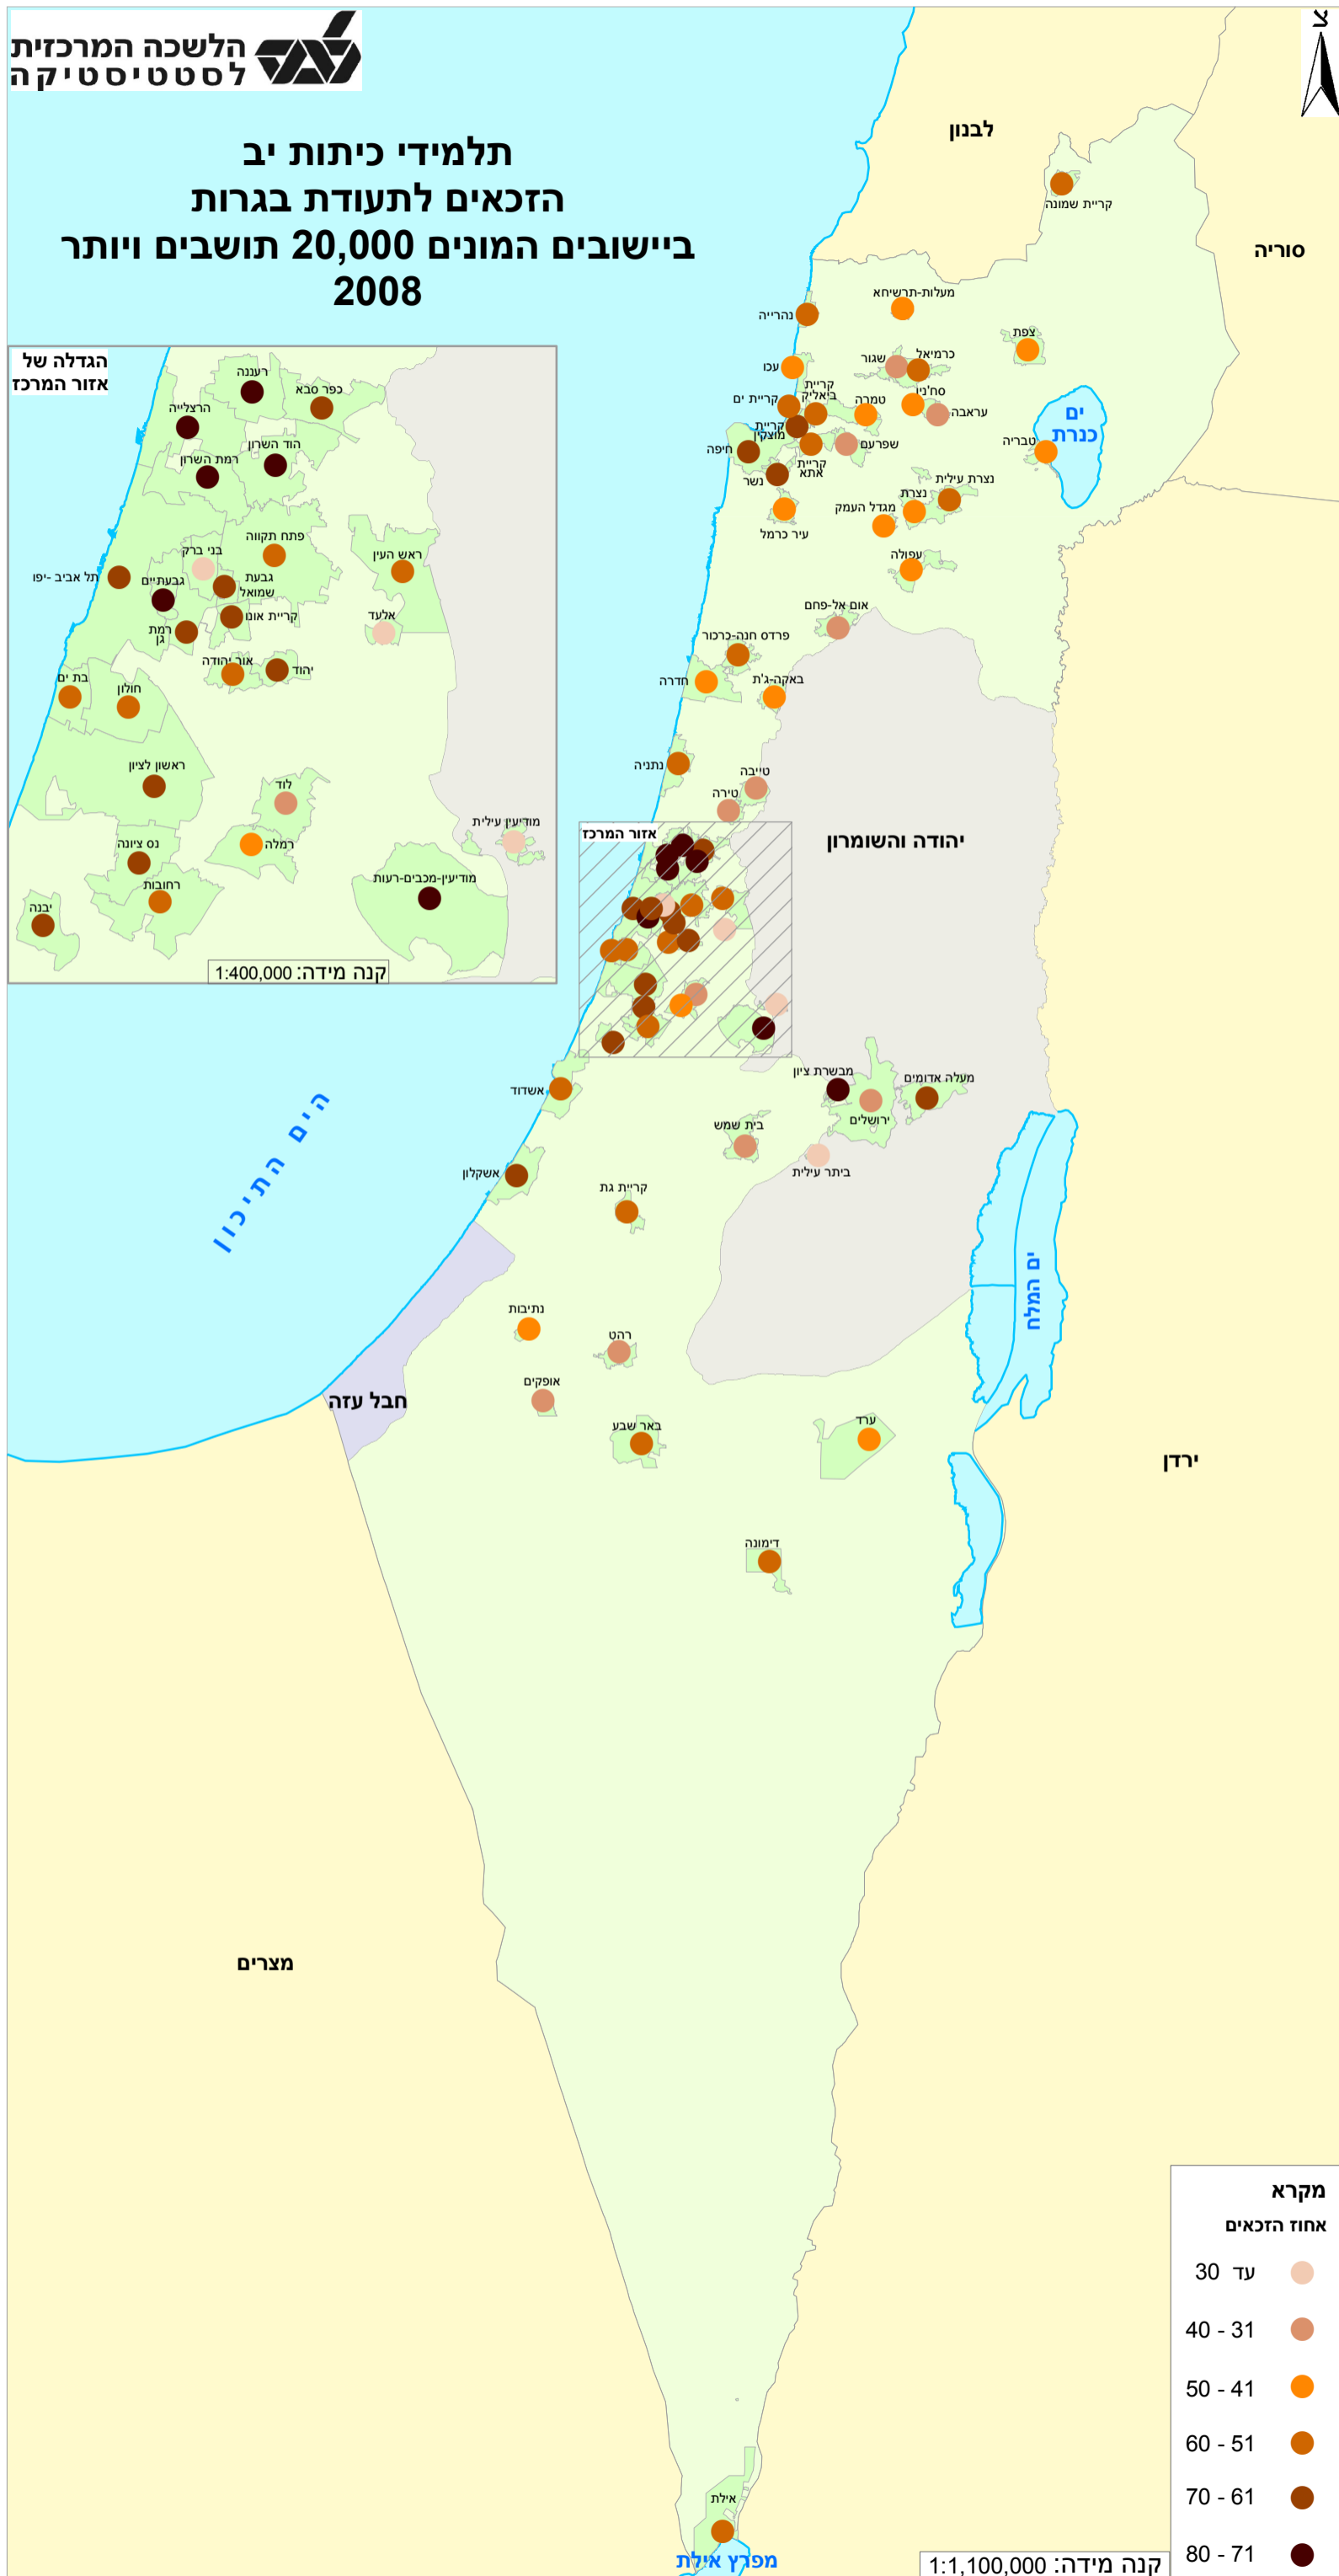 הלשכה המרכזית
לסטטיסטיקה
צ
תלמידי כיתות יב
הזכאים לתעודת בגרות
ביישובים המונים 20,000 תושבים ויותר
2008
לבנון
סוריה
קריית שמונה
מעלות-תרשיחא
נהרייה
צפת
עכו
שגור
כרמיאל
סח'נין
עראבה
קריית
ביאליק
קריית ים
טמרה
קריית
מוצקין
שפרעם
חיפה
קריית
אתא
נשר
ים
כנרת
טבריה
נצרת עילית
נצרת
מגדל העמק
עיר כרמל
עפולה
אום אל-פחם
פרדס חנה-כרכור
חדרה
באקה-ג'ת
נתניה
טייבה
טירה
אזור המרכז
יהודה והשומרון
הגדלה של
אזור המרכז
רעננה
כפר סבא
הרצלייה
הוד השרון
רמת השרון
פתח תקווה
ראש העין
בני ברק
תל אביב -יפו
גבעתיים
גבעת
שמואל
קריית אונו
אלעד
רמת
גן
אור יהודה
יהוד
בת ים
חולון
ראשון לציון
לוד
רמלה
מודיעין עילית
נס ציונה
רחובות
מודיעין-מכבים-רעות
יבנה
קנה מידה: 1:400,000
אשדוד
מבשרת ציון
מעלה אדומים
ירושלים
בית שמש
ביתר עילית
אשקלון
קריית גת
הים התיכון
ים המלח
נתיבות
רהט
אופקים
חבל עזה
באר שבע
ערד
ירדן
דימונה
מצרים
אילת
מפרץ אילת
מקרא
אחוז הזכאים
עד 30
40 - 31
50 - 41
60 - 51
70 - 61
80 - 71
קנה מידה: 1:1,100,000